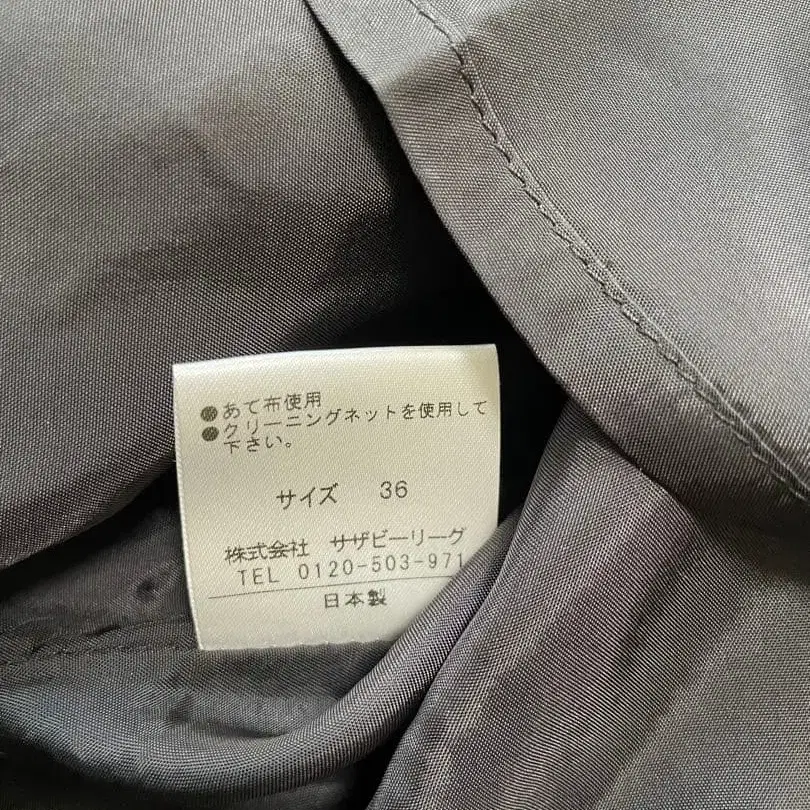 ●あて布使用
●クリーニングネットを使用して
下さい。
サイズ 36
株式会社 サザビーリーグ
TEL 0120-503-971
日本製